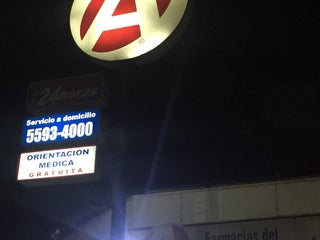 A
24horas
Servicio a domicilio
5593-4000
ORIENTACION
MEDICA
GRATUITA
Farmacias del